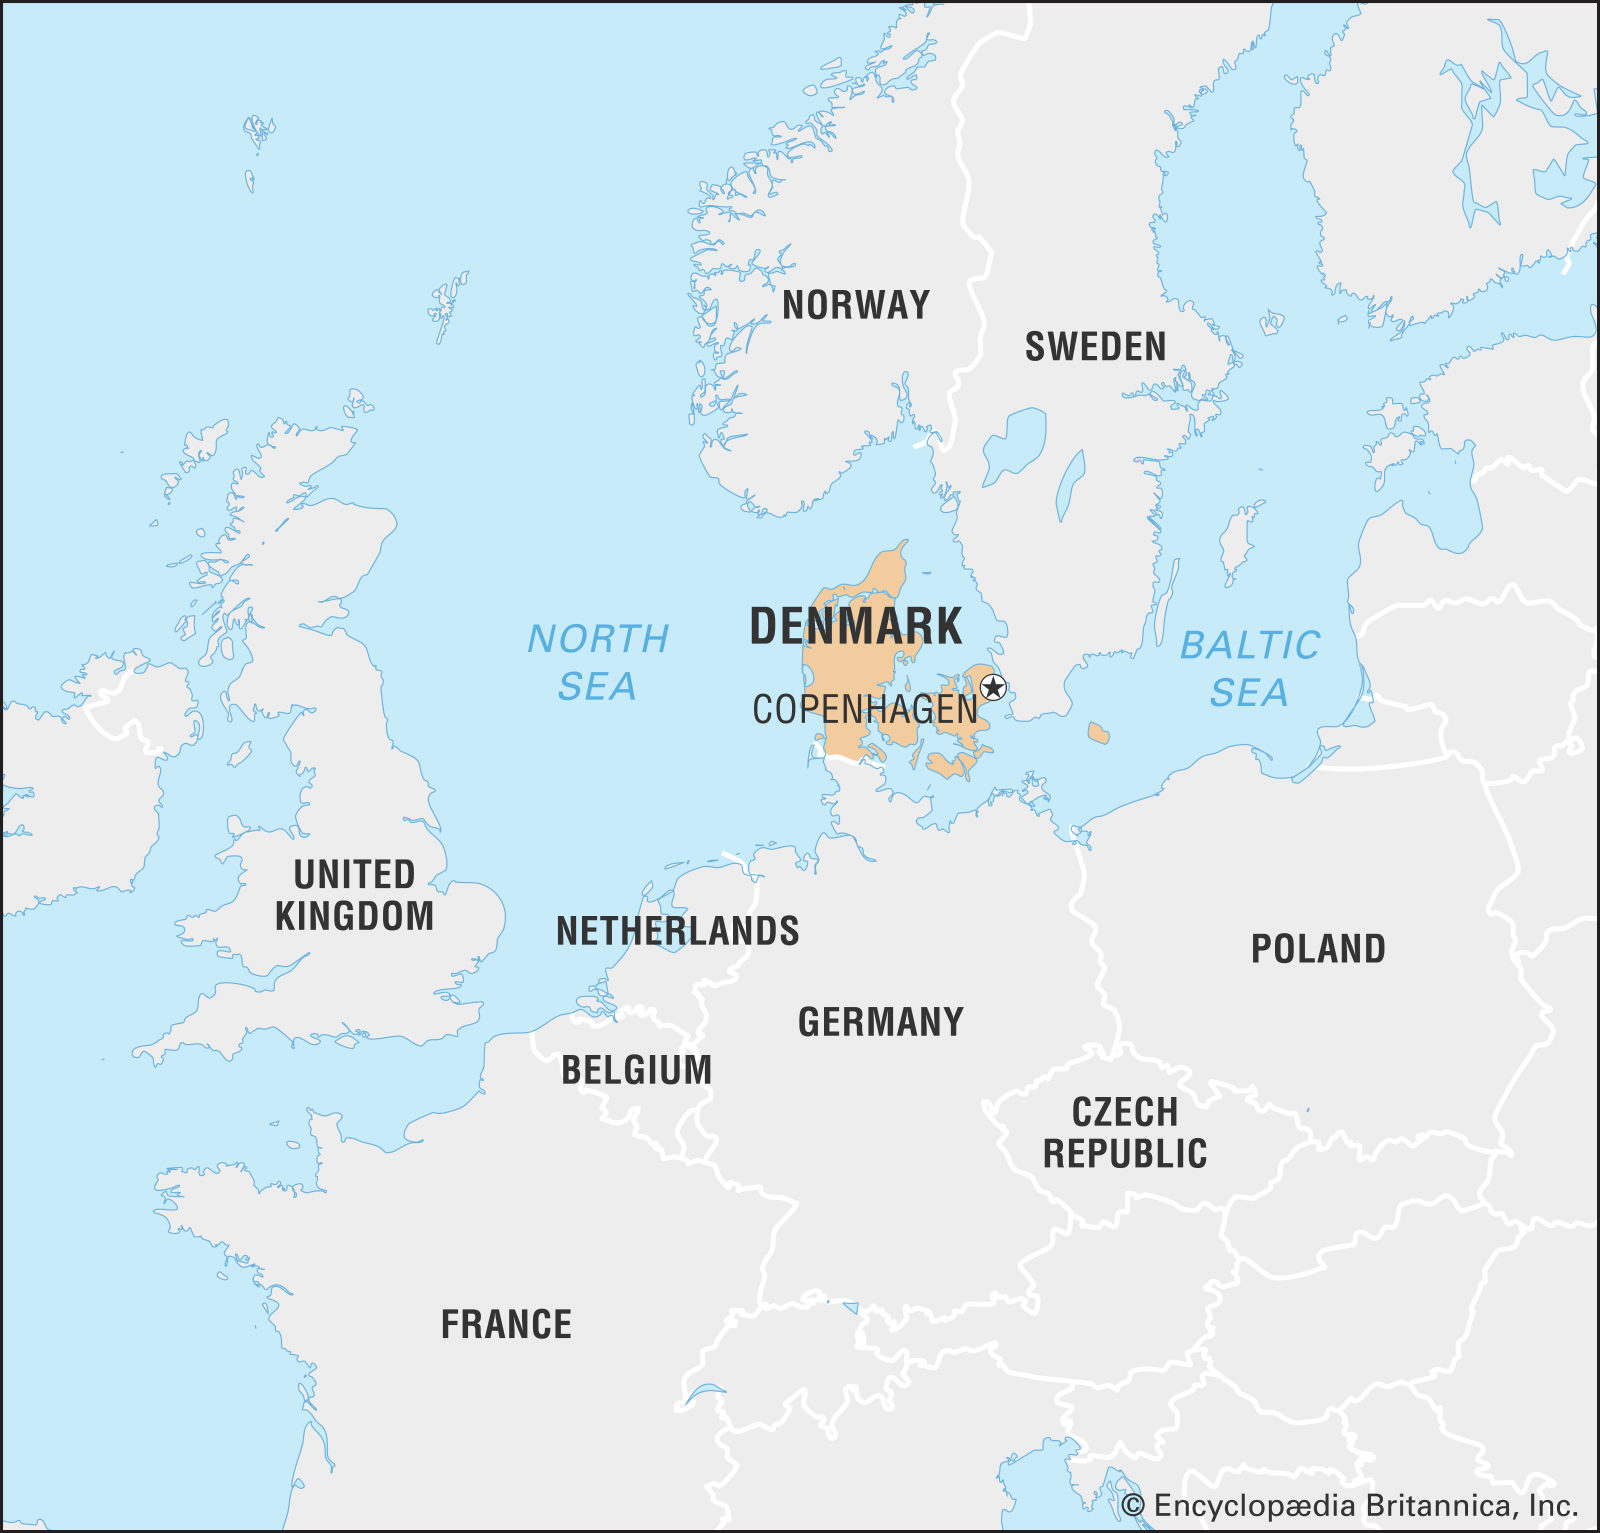 NORWAY
SWEDEN
DENMARK
NORTH
SEA
BALTIC
SEA
COPENHAGEN
UNITED
KINGDOM
NETHERLANDS
POLAND
GERMANY
BELGIUM
CZECH
REPUBLIC
FRANCE
© Encyclopædia Britannica, Inc.